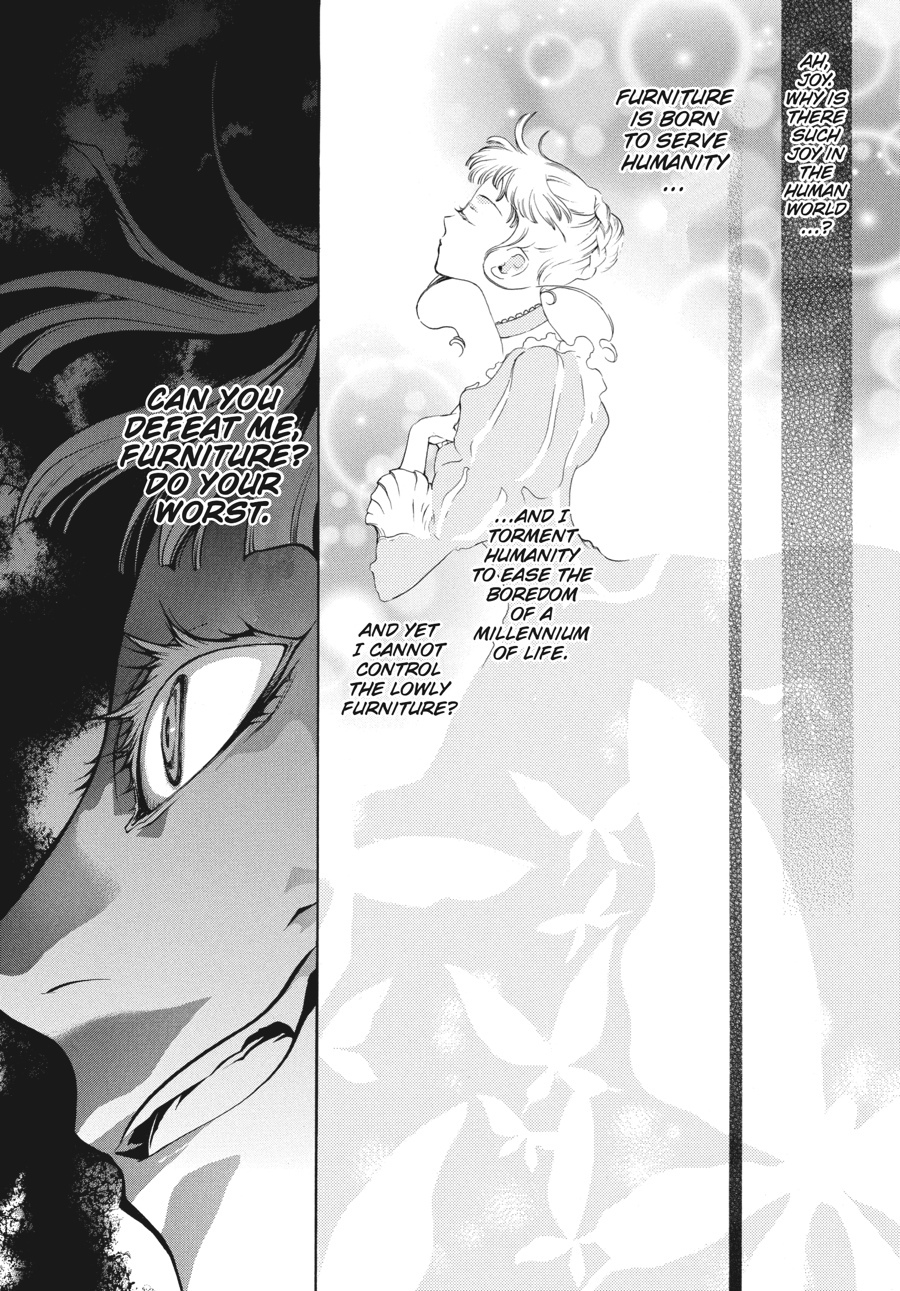 AH,
JOY.
WHY IS
THERE
SUCH
JOY IN
THE
HUMAN
WORLD
...?
FURNITURE
IS BORN
TO SERVE
HUMANITY
...
...AND I
TORMENT
HUMANITY
TO EASE THE
BOREDOM
OF A
MILLENNIUM
OF LIFE.
AND YET
I CANNOT
CONTROL
THE LOWLY
FURNITURE?
CAN YOU
DEFEAT ME,
FURNITURE?
DO YOUR
WORST.